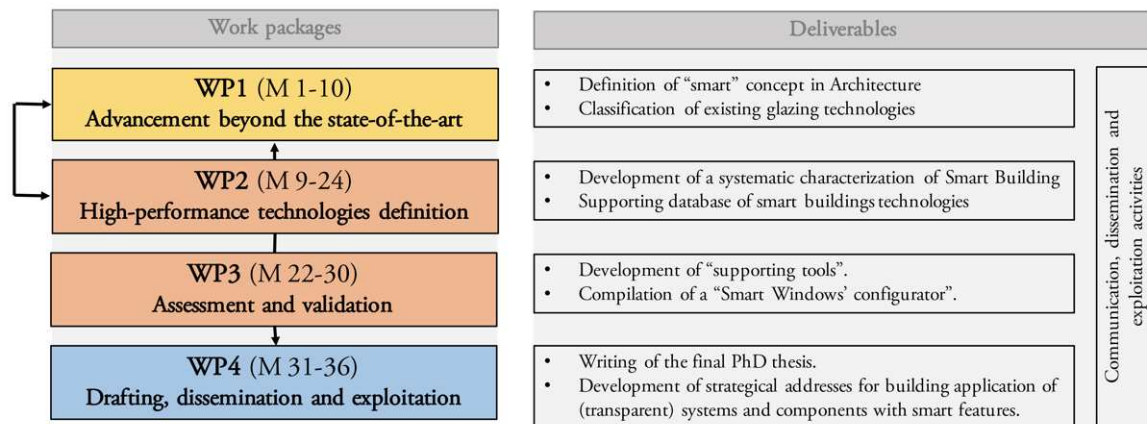 Work packages
Deliverables
WP1 (M 1-10)
Advancement beyond the state-of-the-art
• Definition of “smart” concept in Architecture
• Classification of existing glazing technologies
WP2 (M 9-24)
High-performance technologies definition
• Development of a systematic characterization of Smart Building
• Supporting database of smart buildings technologies
WP3 (M 22-30)
Assessment and validation
• Development of “supporting tools”.
• Compilation of a “Smart Windows’ configurator”.
WP4 (M 31-36)
Drafting, dissemination and exploitation
• Writing of the final PhD thesis.
• Development of strategical addresses for building application of
(transparent) systems and components with smart features.
Communication, dissemination and
exploitation activities